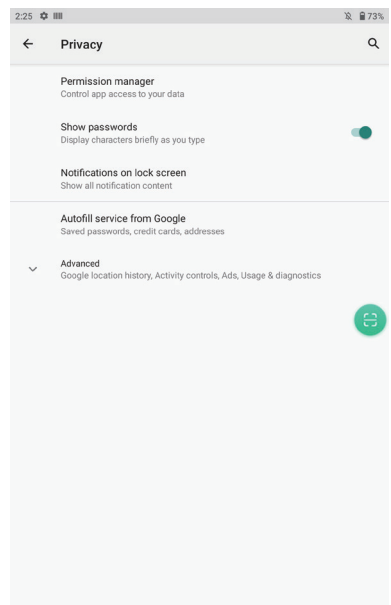 2:25 73%
Privacy
Permission manager
Control app access to your data
Show passwords
Display characters briefly as you type
Notifications on lock screen
Show all notification content
Autofill service from Google
Saved passwords, credit cards, addresses
Advanced
Google location history, Activity controls, Ads, Usage & diagnostics